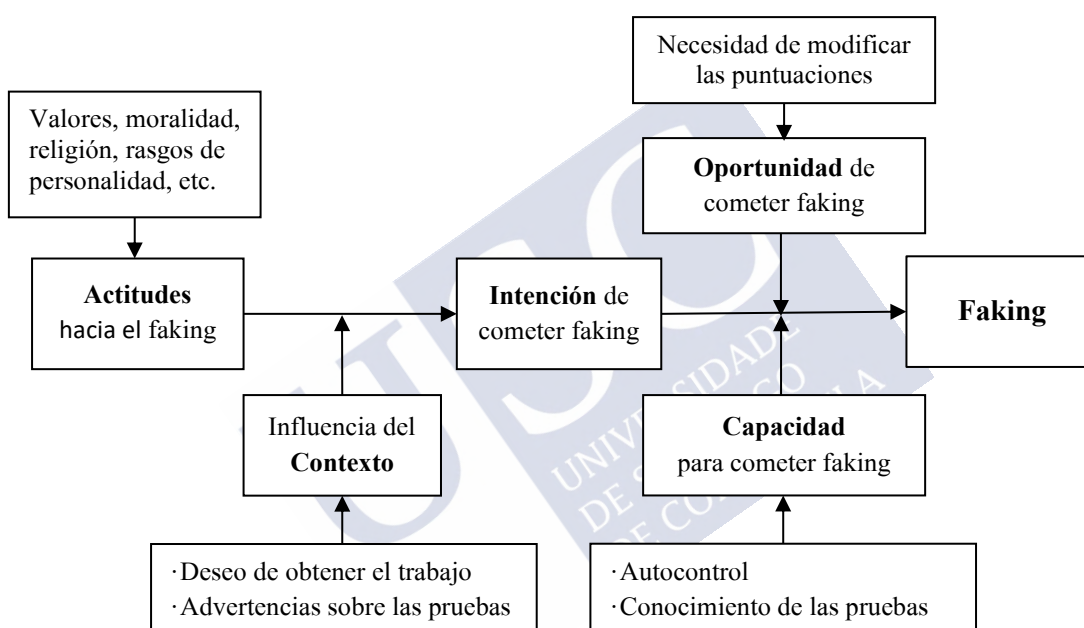 Necesidad de modificar
las puntuaciones
Valores, moralidad,
religión, rasgos de
personalidad, etc.
Oportunidad de
cometer faking
Actitudes
hacia el faking
Intención de
cometer faking
Faking
Influencia del
Contexto
Capacidad
para cometer faking
·Deseo de obtener el trabajo
·Advertencias sobre las pruebas
·Autocontrol
·Conocimiento de las pruebas
USC